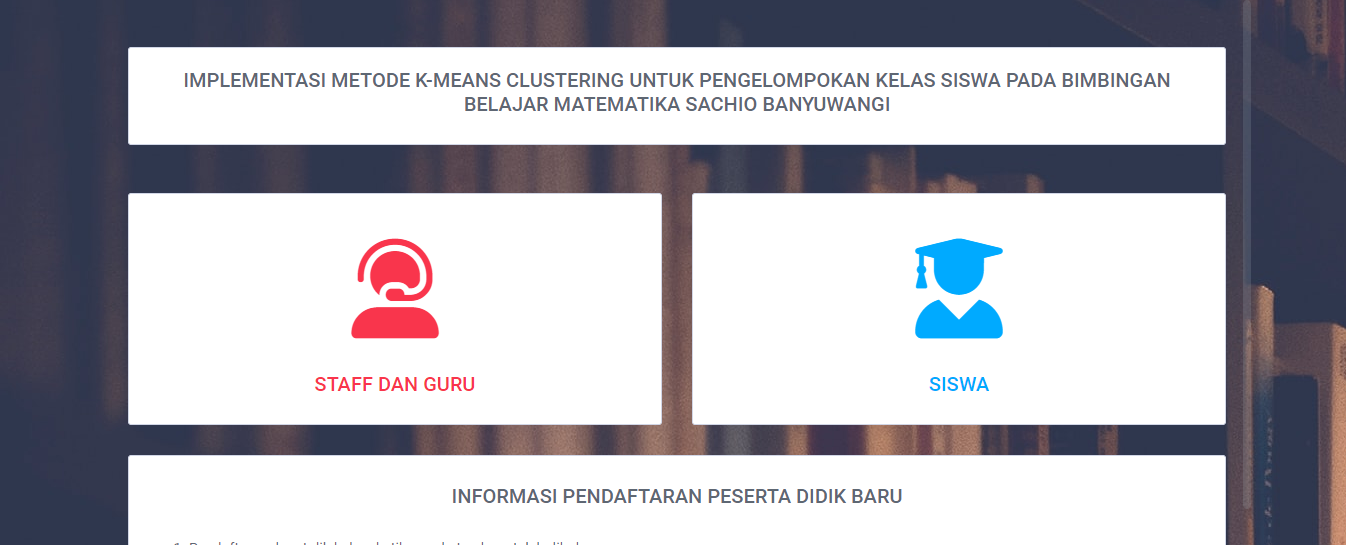 IMPLEMENTASI METODE K-MEANS CLUSTERING UNTUK PENGELOMPOKAN KELAS SISWA PADA BIMBINGAN
BELAJAR MATEMATIKA SACHIO BANYUWANGI
STAFF DAN GURU
SISWA
INFORMASI PENDAFTARAN PESERTA DIDIK BARU